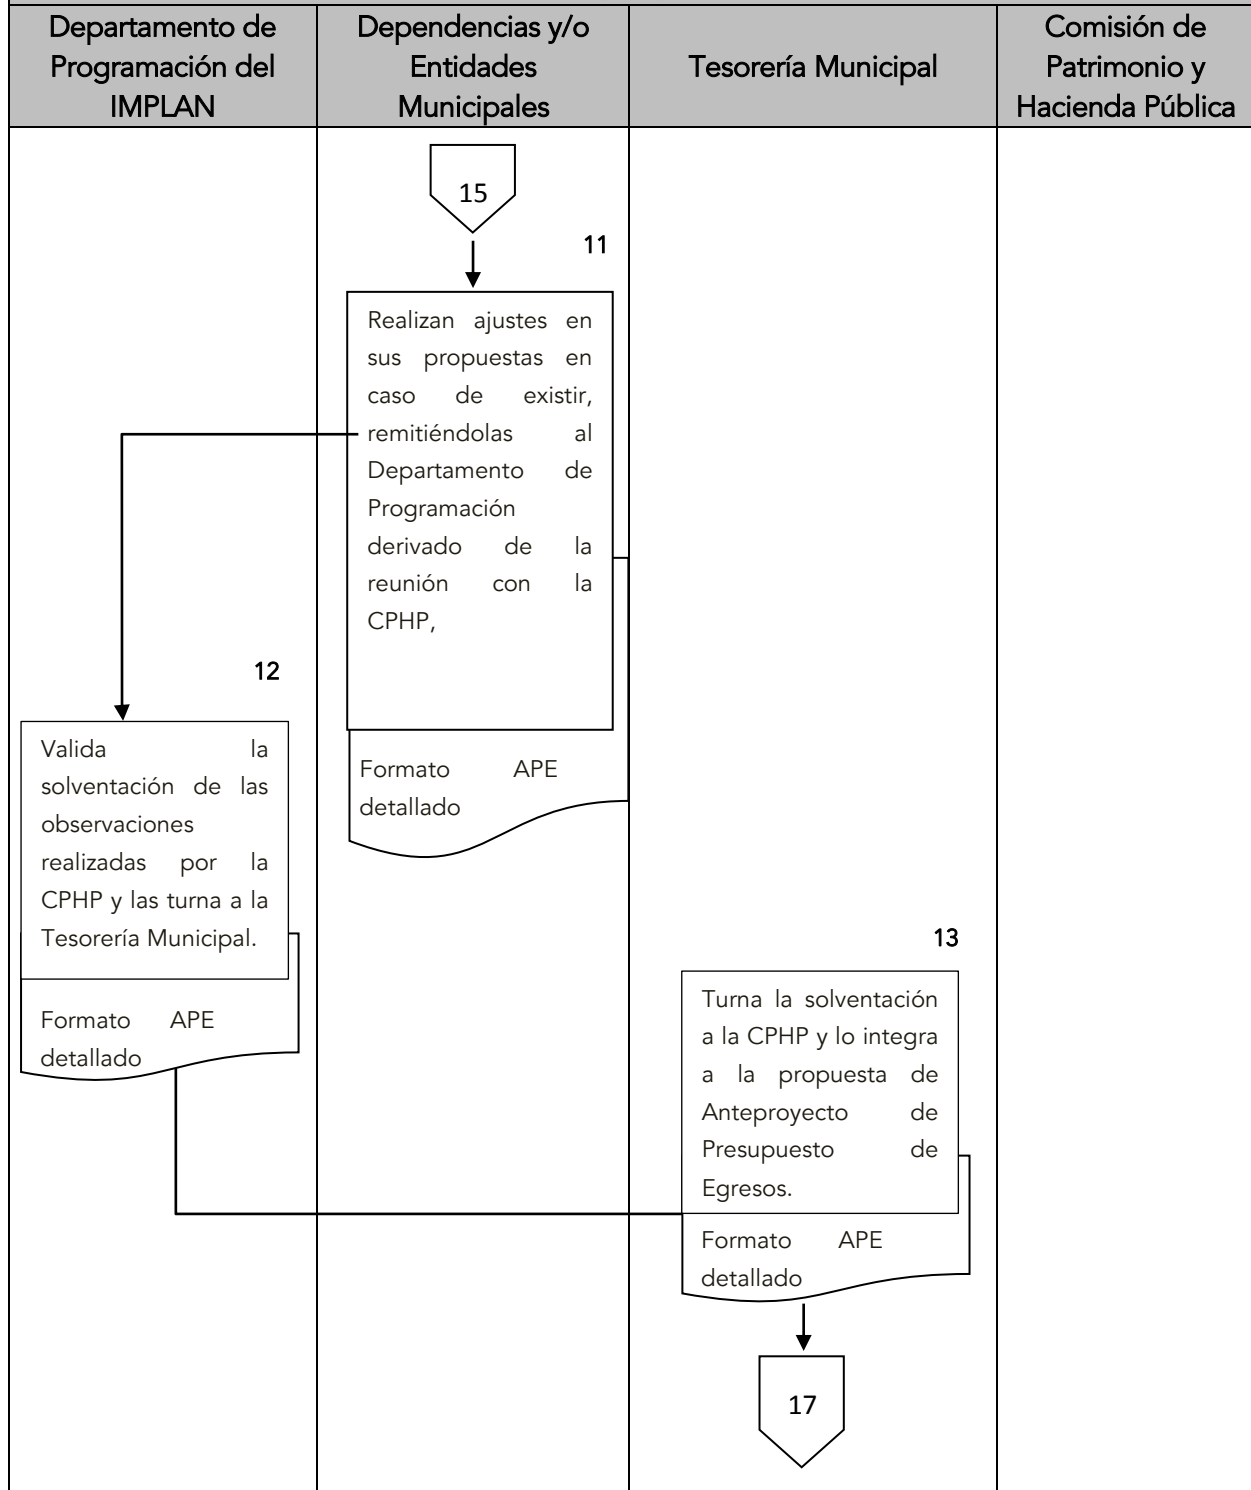 Departamento de
Programación del
IMPLAN
Dependencias y/o
Entidades
Municipales
Tesorería Municipal
Comisión de
Patrimonio y
Hacienda Pública
15
11
Realizan ajustes en
sus propuestas en
caso de existir,
remitiéndolas al
Departamento de
Programación
derivado de la
reunión con la
CPHP,
Formato APE
detallado
12
Valida la
solventación de las
observaciones
realizadas por la
CPHP y las turna a la
Tesorería Municipal.
Formato APE
detallado
13
Turna la solventación
a la CPHP y lo integra
a la propuesta de
Anteproyecto de
Presupuesto de
Egresos.
Formato APE
detallado
17